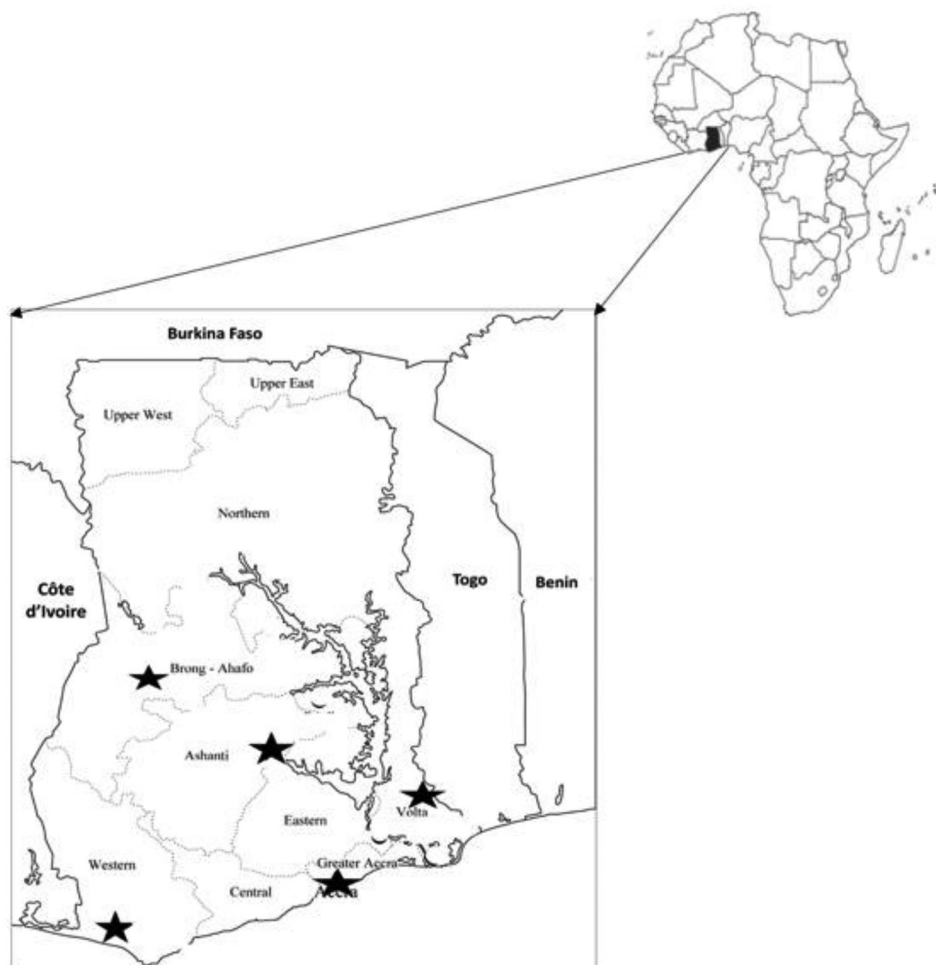 Burkina Faso
Upper East
Upper West
Northern
Côte
d'Ivoire
Togo
Benin
Brong - Ahafo
Ashanti
Volta
Eastern
Western
Greater Accra
Central
Accra